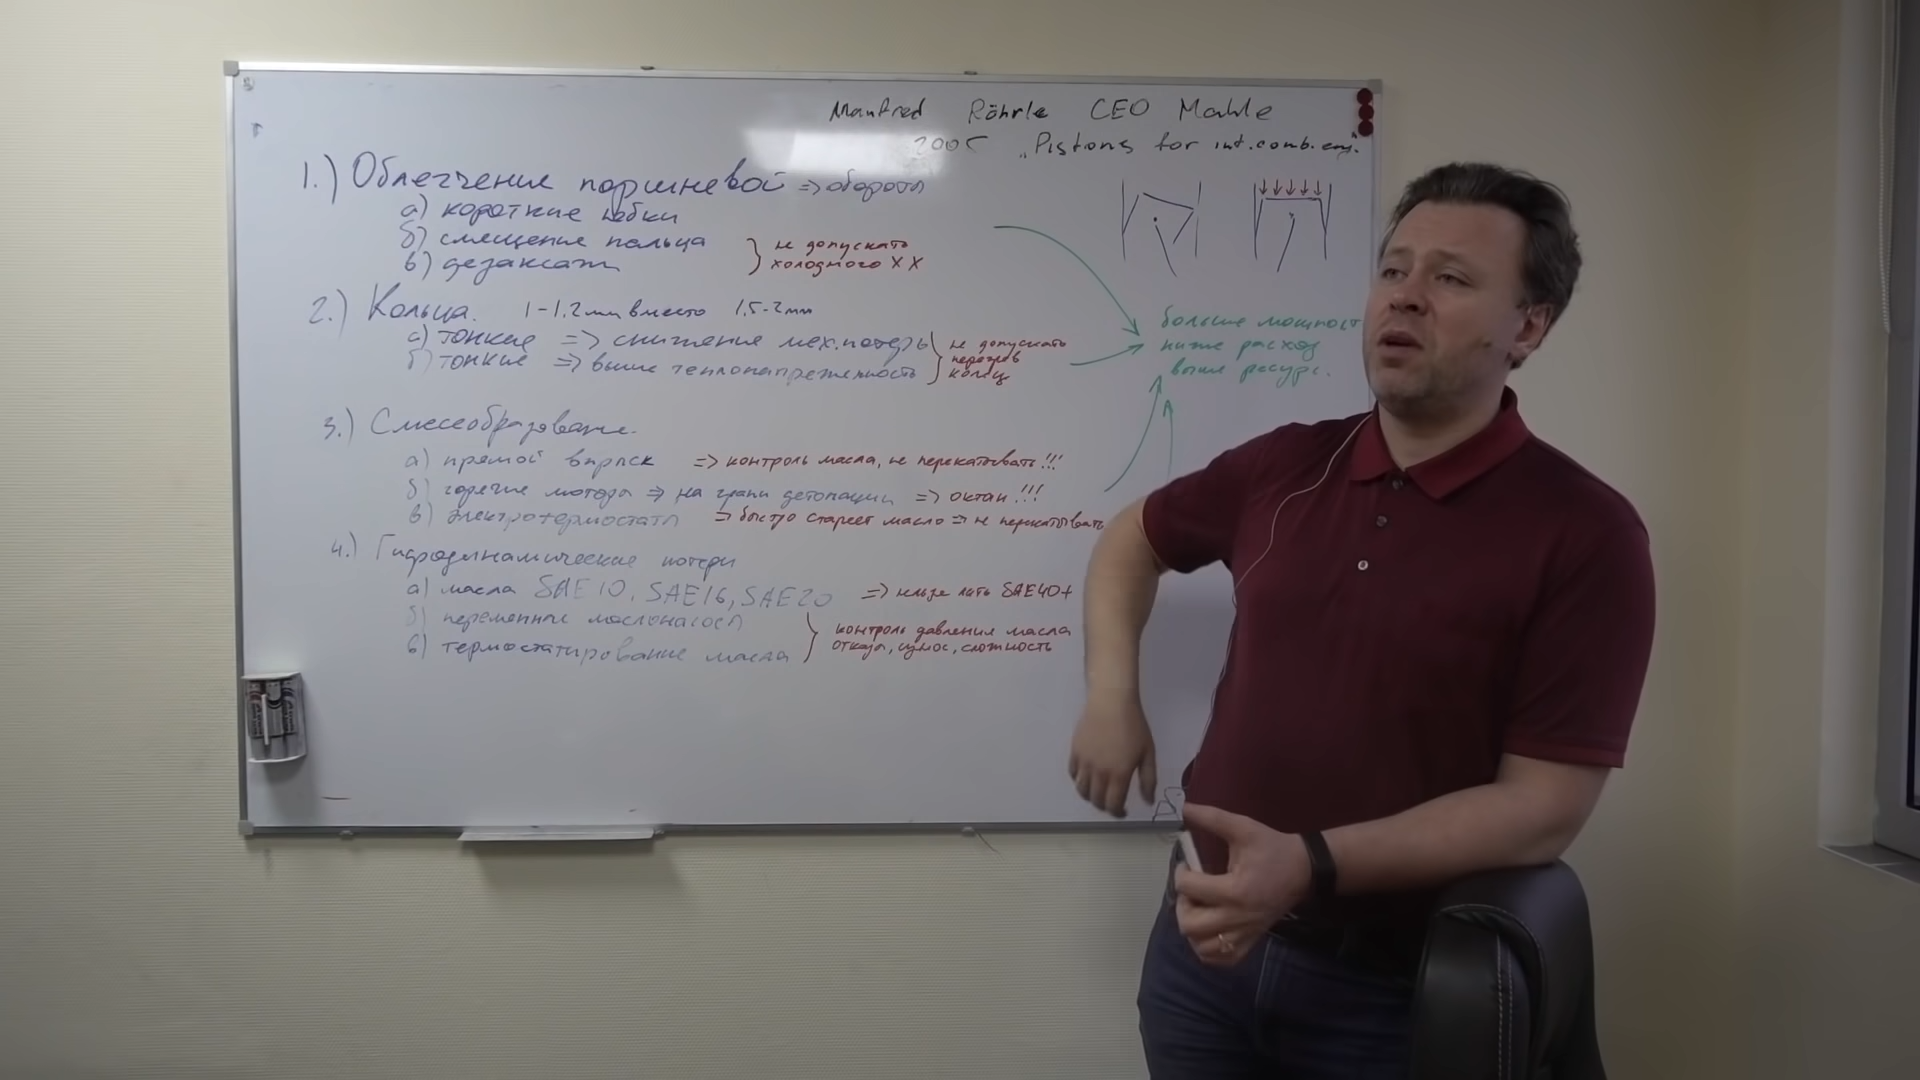 Manfred Röhrle CEO Mahle
2005 "Pistons for int.comb.eng."
1.) Облегчение поршневой => обороты
а) короткие юбки
б) смещение пальца } не допускать
в) дезаксаж холодного ХХ
2.) Кольца. 1-1.2мм вместо 1.5-2мм
а) тонкие => снижение мех.потерь } не допускать
перегрев
б) тонкие => выше теплонапряженность колец
больше мощност
ниже расход
выше ресурс.
3.) Смесеобразование.
а) прямой впрыск => контроль масла, не перекатывать!!!
б) горячие моторы => на грани детонации => октан!!!
в) электротермостаты => быстро стареет масло => не перекатывать
4.) Гидродинамические потери
а) масла SAE10, SAE16, SAE20 => нельзя лить SAE40+
б) переменный маслонасос } контроль давления масла
в) термостатирование масла отказы, износ, сложность